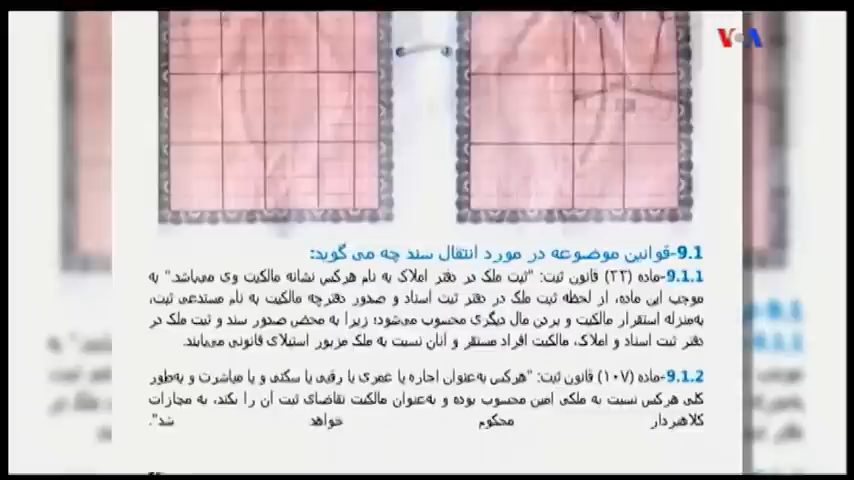 VOA
9.1-قوانین موضوعه در مورد انتقال سند چه می گوید:
9.1.1-ماده (۲۲) قانون ثبت: "ثبت ملک در دفتر املاک به نام هرکس نشانه مالکیت وی می‌باشد." به
موجب این ماده، از لحظه ثبت ملک در دفتر ثبت اسناد و صدور دفترچه مالکیت به نام مستدعی ثبت،
به‌منزله استقرار مالکیت و بردن مال دیگری محسوب می‌شود؛ زیرا به محض صدور سند و ثبت ملک در
دفتر ثبت اسناد و املاک، مالکیت افراد مستقر و آنان نسبت به ملک مزبور استیلای قانونی می‌یابند.
9.1.2-ماده (۱۰۷) قانون ثبت: "هرکس به‌عنوان اجاره یا عمری یا رقبی یا سکنی و یا مباشرت و به‌طور
کلی هرکس نسبت به ملکی امین محسوب بوده و به‌عنوان مالکیت تقاضای ثبت آن را بکند، به مجازات
کلاهبردار محکوم خواهد شد".